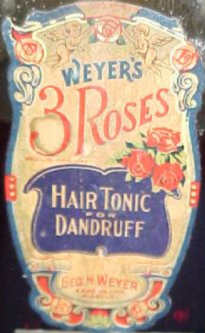 WEYER'S
3 ROSES
HAIR TONIC
FOR
DANDRUFF
GEO. H. WEYER